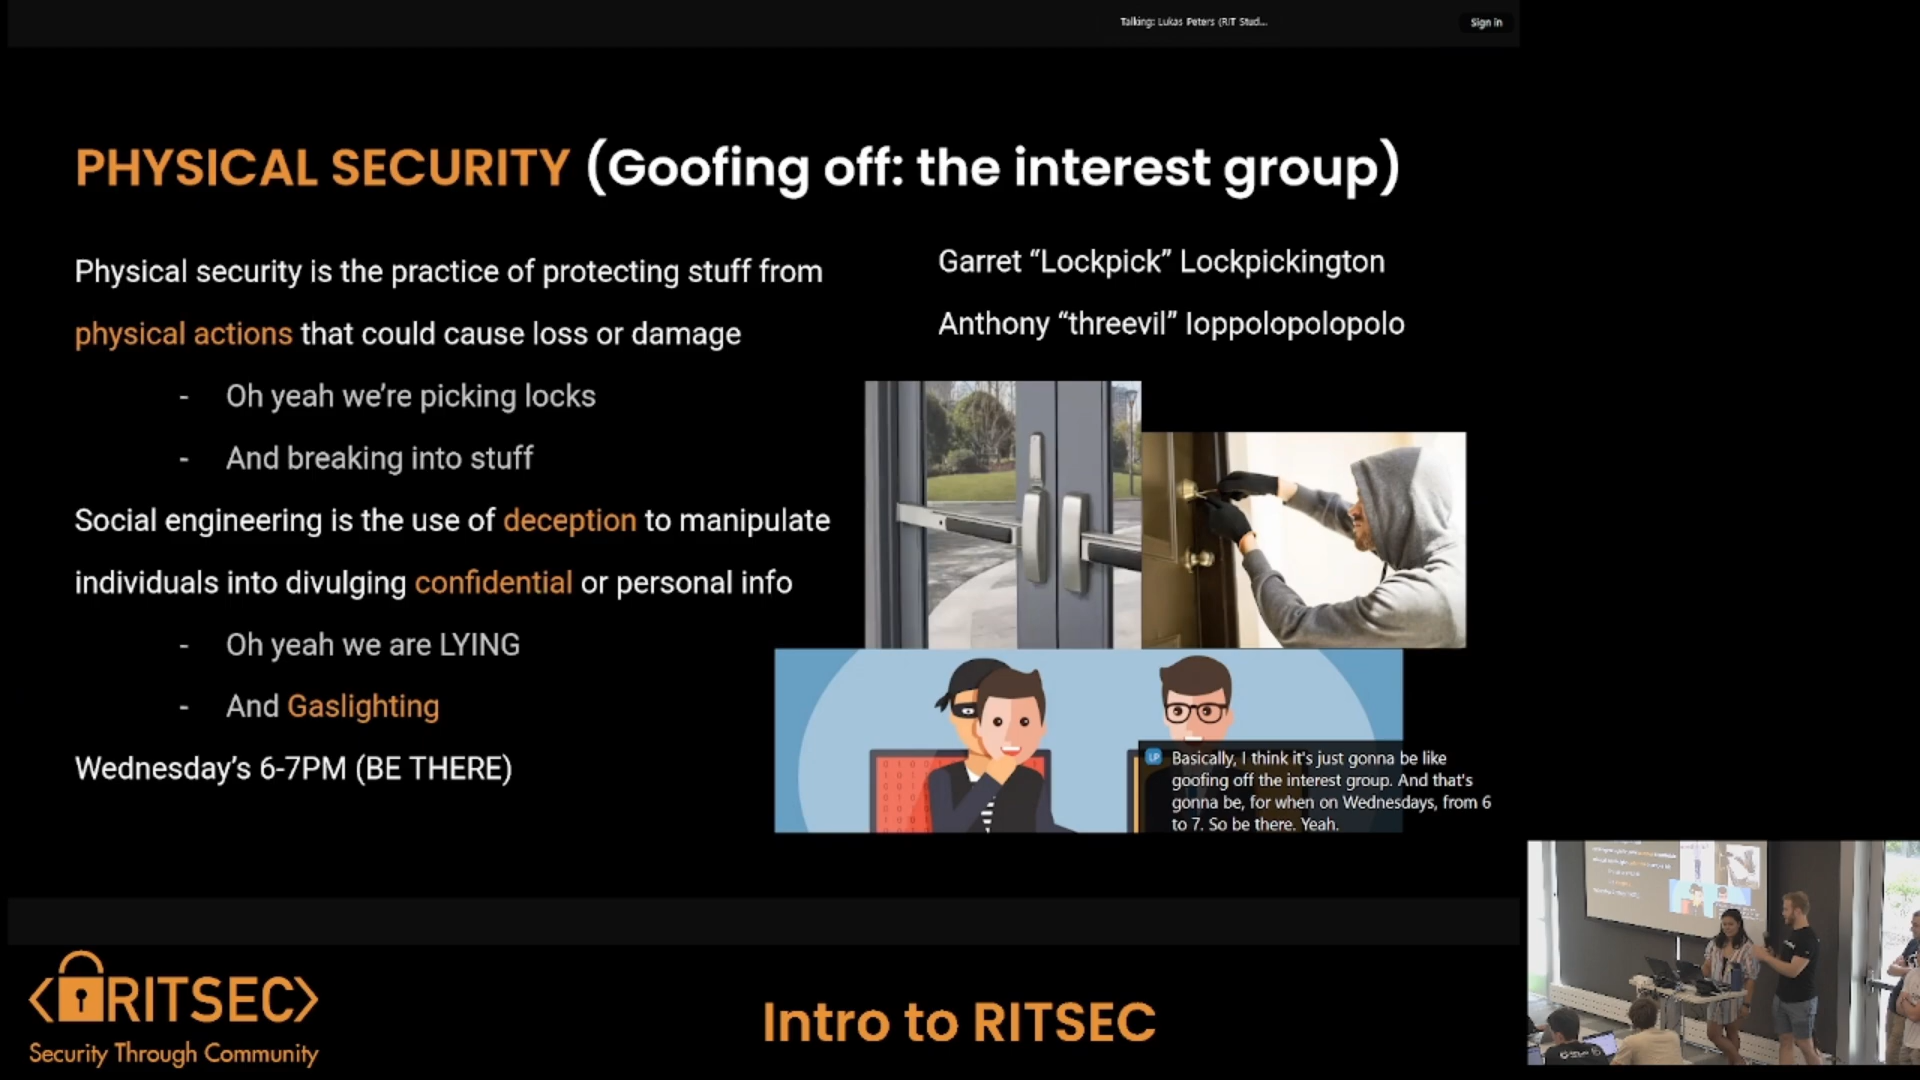 Talking: Lukas Peters (RIT Stud...
Sign in
PHYSICAL SECURITY (Goofing off: the interest group)
Physical security is the practice of protecting stuff from
physical actions that could cause loss or damage
- Oh yeah we're picking locks
- And breaking into stuff
Social engineering is the use of deception to manipulate
individuals into divulging confidential or personal info
- Oh yeah we are LYING
- And Gaslighting
Wednesday's 6-7PM (BE THERE)
Garret “Lockpick” Lockpickington
Anthony “threevil” Ioppolopolopolo
LP
Basically, I think it's just gonna be like
goofing off the interest group. And that's
gonna be, for when on Wednesdays, from 6
to 7. So be there. Yeah.
<RITSEC>
Security Through Community
Intro to RITSEC